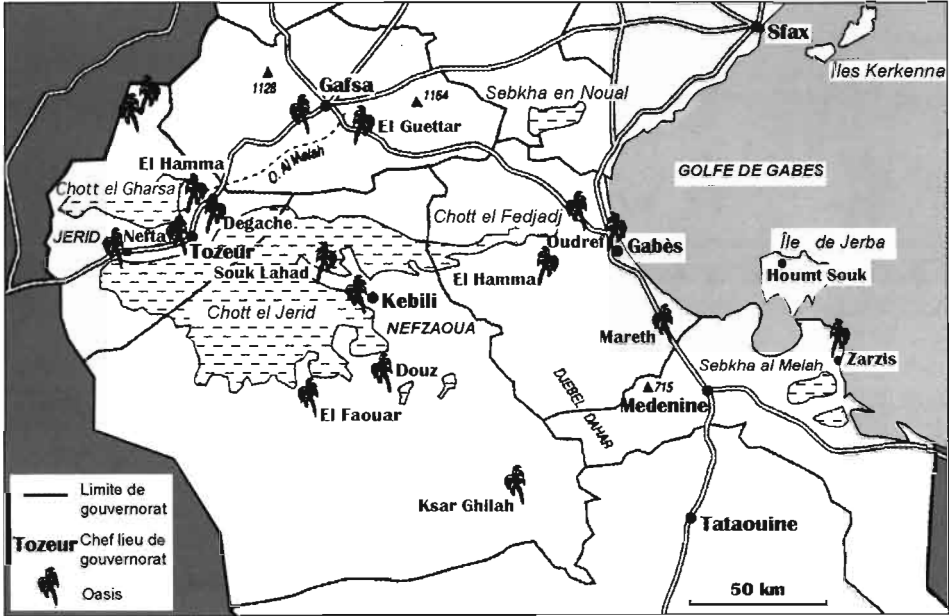 Sfax
Îles Kerkenna
1128
Gafsa
1164
Sebkha en Noual
El Guettar
O. Al Melah
El Hamma
Chott el Gharsa
GOLFE DE GABES
Degache
Chott el Fedjadj
JERID
Nefta
Tozeur
Oudref
Gabès
Île de Jerba
Souk Lahad
El Hamma
Houmt Souk
Kebili
Chott el Jerid
NEFZAOUA
Mareth
Sebkha al Melah
Zarzis
Douz
DJEBEL
DAHAR
715
Medenine
El Faouar
Ksar Ghilah
Tataouine
Limite de
gouvernorat
Tozeur Chef lieu de
gouvernorat
Oasis
50 km